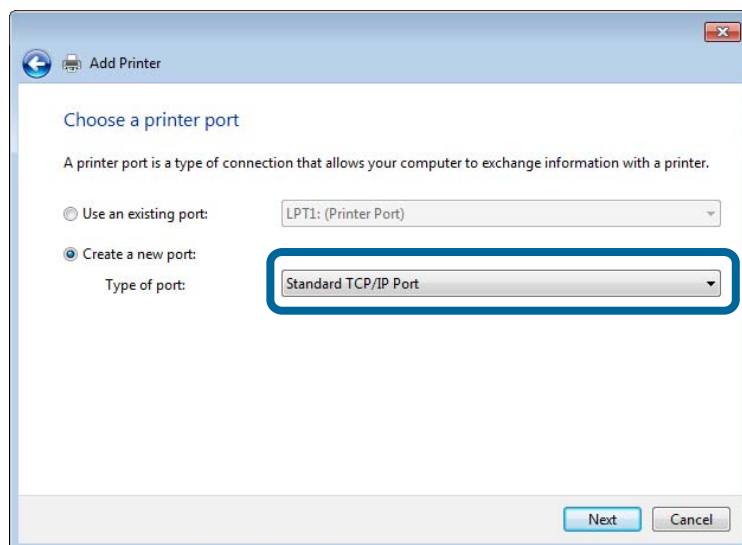 Add Printer
Choose a printer port
A printer port is a type of connection that allows your computer to exchange information with a printer.
Use an existing port: LPT1: (Printer Port)
Create a new port:
Type of port: Standard TCP/IP Port
Next Cancel